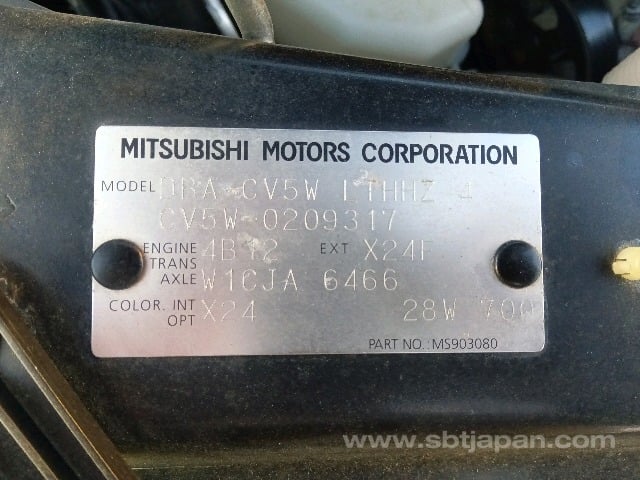 MITSUBISHI MOTORS CORPORATION
MODEL DBA CV5W LTHHZ 4
CV5W-0209317
ENGINE 4B12 EXT X24F
TRANS
AXLE W1CJA 6466
COLOR. INT X24 28W 700
OPT
PART NO.: MS903080
www.sbtjapan.com